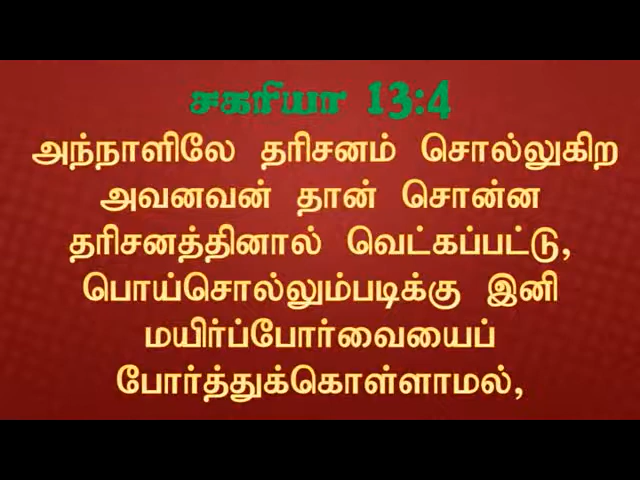 சகரியா 13:4
அந்நாளிலே தரிசனம் சொல்லுகிற
அவனவன் தான் சொன்ன
தரிசனத்தினால் வெட்கப்பட்டு,
பொய்சொல்லும்படிக்கு இனி
மயிர்ப்போர்வையைப்
போர்த்துக்கொள்ளாமல்,